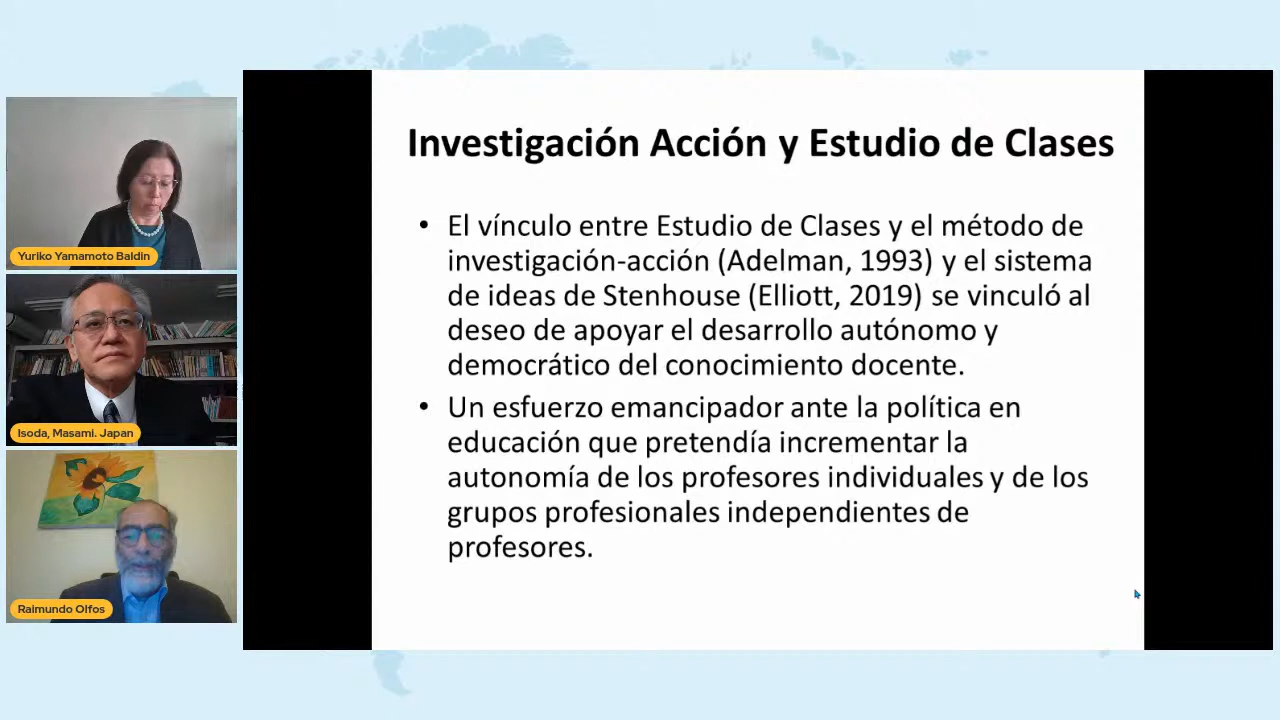 Yuriko Yamamoto Baldin
Isoda, Masami. Japan
Raimundo Olfos
Investigación Acción y Estudio de Clases
• El vínculo entre Estudio de Clases y el método de
investigación-acción (Adelman, 1993) y el sistema
de ideas de Stenhouse (Elliott, 2019) se vinculó al
deseo de apoyar el desarrollo autónomo y
democrático del conocimiento docente.
• Un esfuerzo emancipador ante la política en
educación que pretendía incrementar la
autonomía de los profesores individuales y de los
grupos profesionales independientes de
profesores.